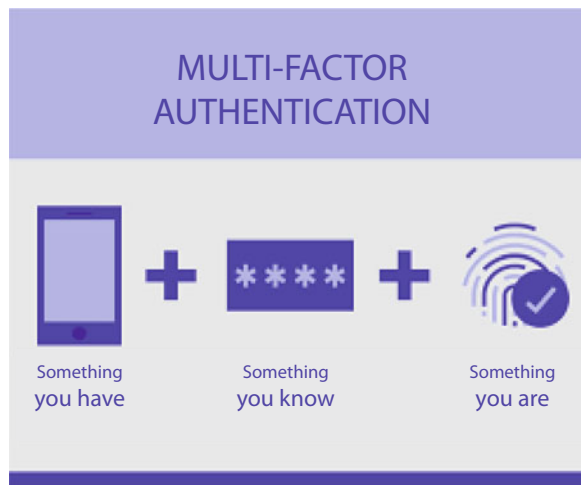 MULTI-FACTOR
AUTHENTICATION
****
Something
you have
Something
you know
Something
you are